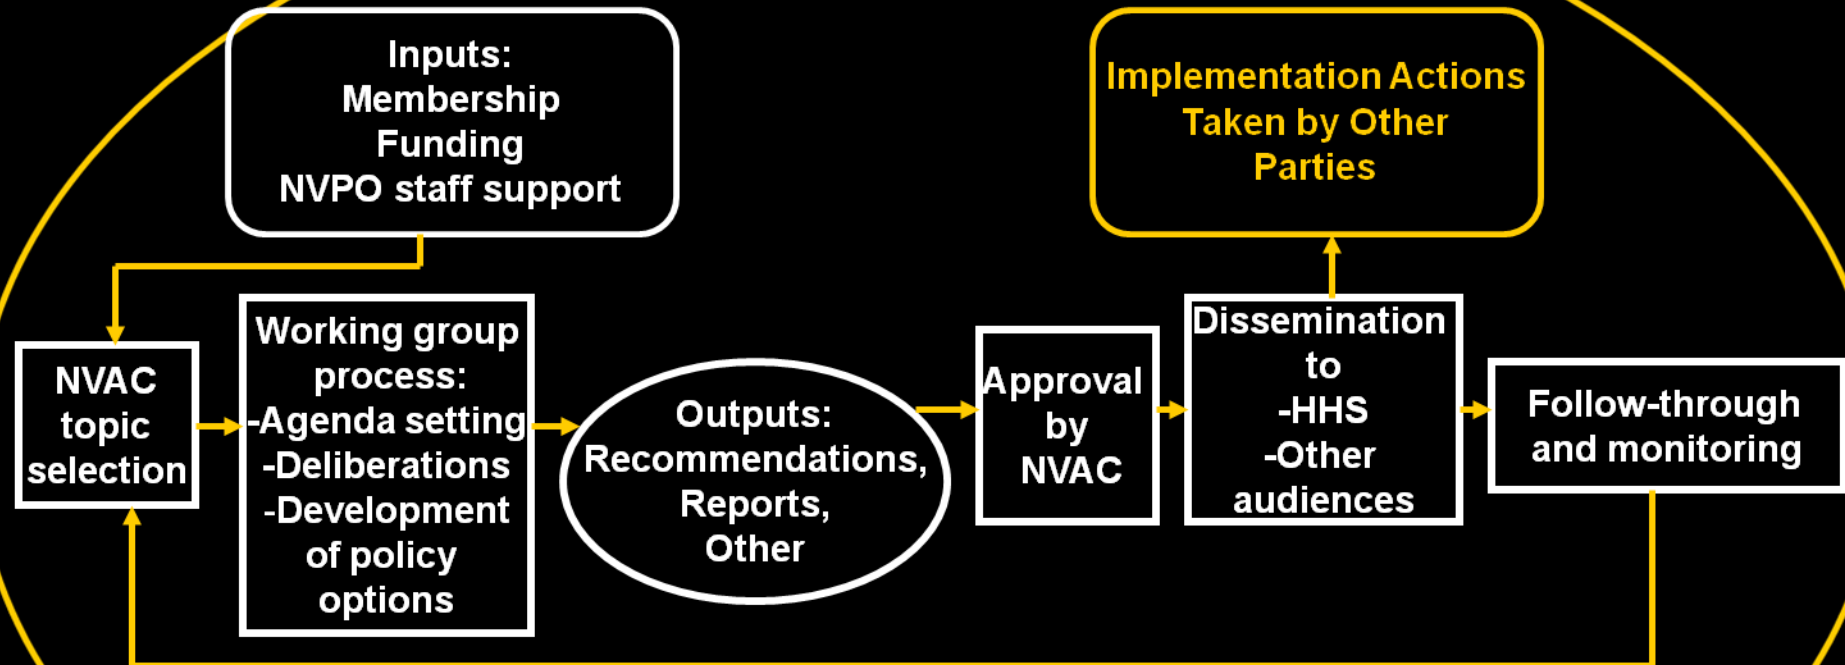 Inputs:
Membership
Funding
NVPO staff support
Implementation Actions
Taken by Other
Parties
NVAC
topic
selection
Working group
process:
-Agenda setting
-Deliberations
-Development
of policy
options
Outputs:
Recommendations,
Reports,
Other
Approval
by
NVAC
Dissemination
to
-HHS
-Other
audiences
Follow-through
and monitoring